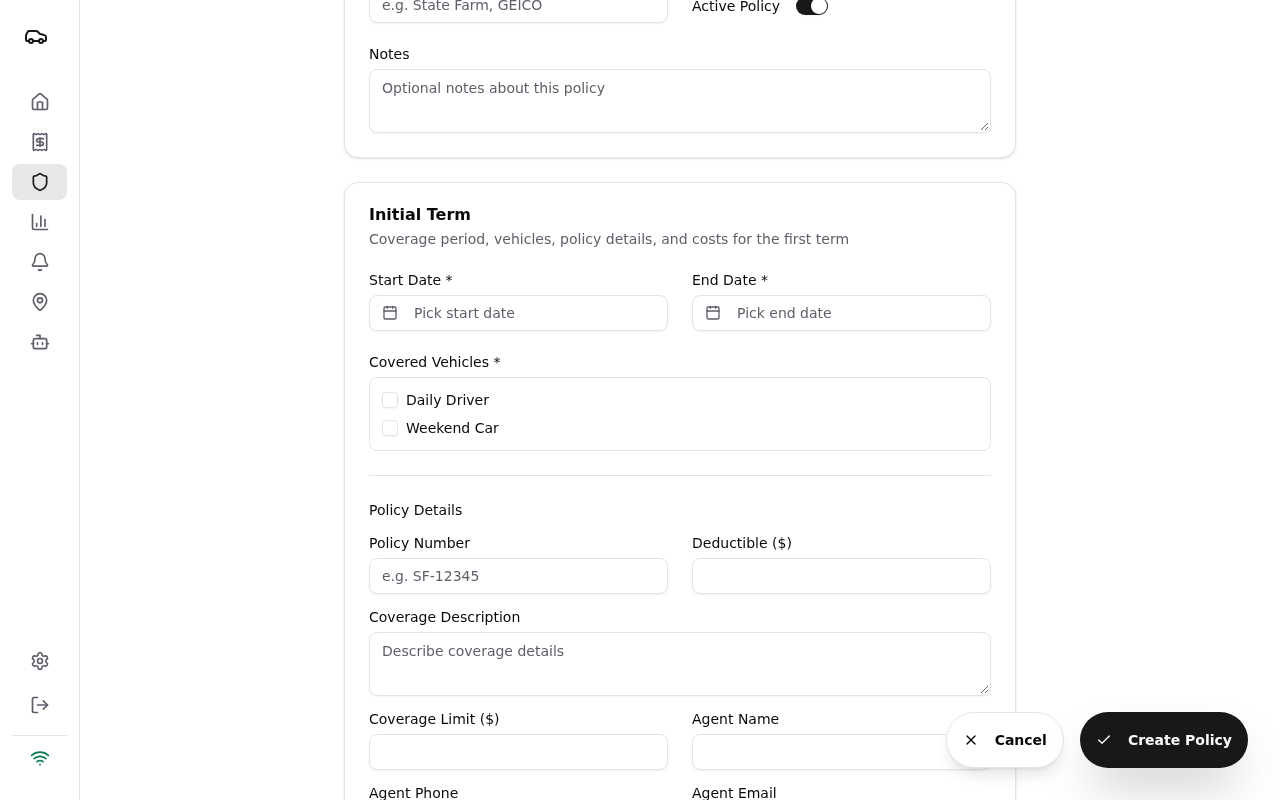 e.g. State Farm, GEICO
Active Policy
Notes
Optional notes about this policy
Initial Term
Coverage period, vehicles, policy details, and costs for the first term
Start Date *
End Date *
Pick start date
Pick end date
Covered Vehicles *
Daily Driver
Weekend Car
Policy Details
Policy Number
Deductible ($)
e.g. SF-12345
Coverage Description
Describe coverage details
Coverage Limit ($)
Agent Name
Cancel
Create Policy
Agent Phone
Agent Email